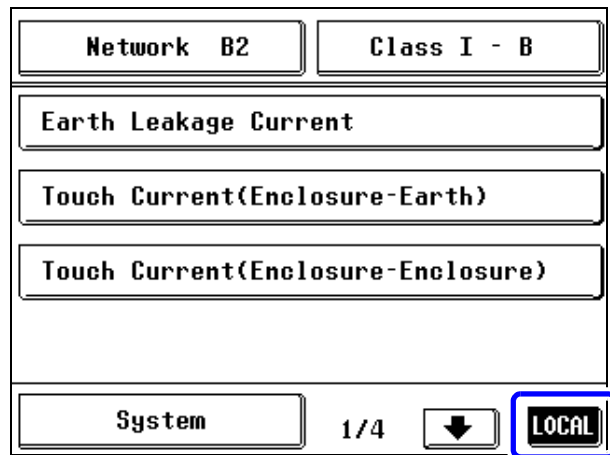 Network B2
Class I - B
Earth Leakage Current
Touch Current(Enclosure-Earth)
Touch Current(Enclosure-Enclosure)
System
1/4
LOCAL